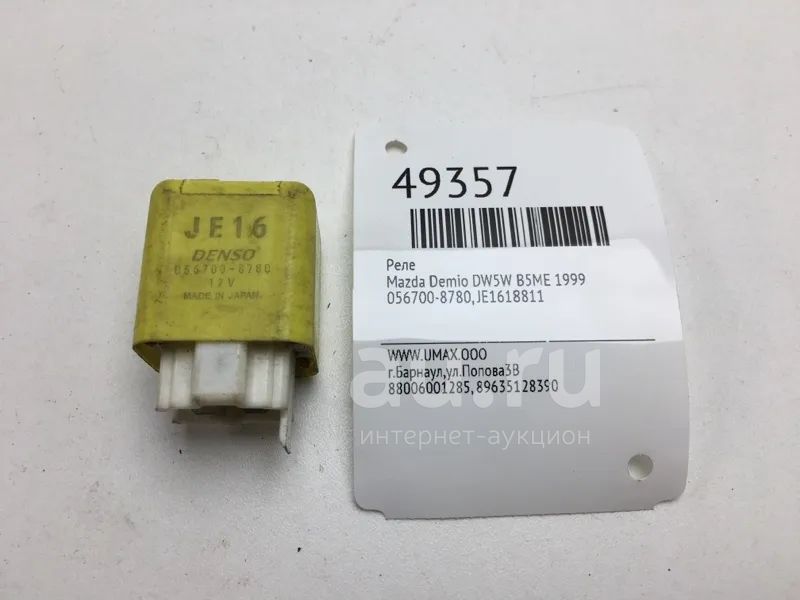 JE16
DENSO
056700-8780
12V
MADE IN JAPAN
49357
Реле
Mazda Demio DW5W B5ME 1999
056700-8780,JE1618811
WWW.UMAX.OOO
г.Барнаул,ул.Попова3В
88006001285,89635128390
au.ru
интернет-аукцион